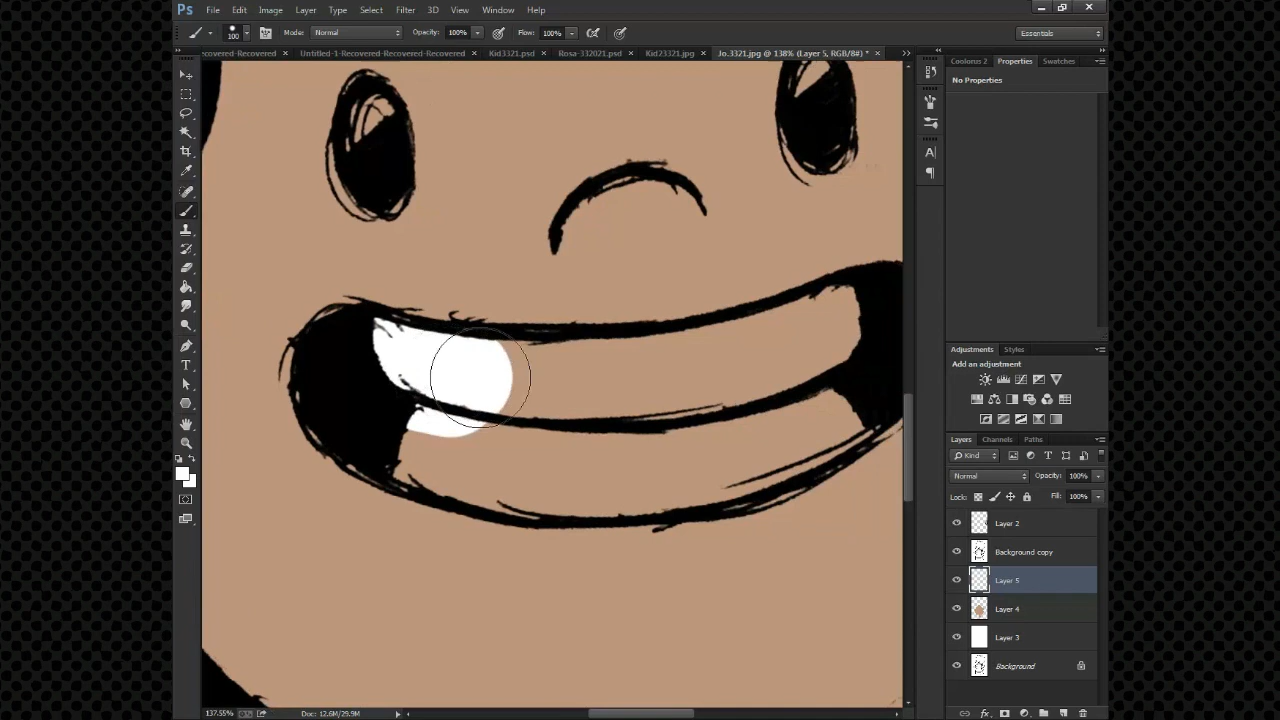 Ps File Edit Image Layer Type Select Filter 3D View Window Help
100 Mode: Normal Opacity: 100% Flow: 100% Essentials
ecovered-Recovered × Untitled-1-Recovered-Recovered × Kid3321.psd × Rosa-332021.psd × Kid23321.jpg × Jo.3321.jpg @ 138% (Layer 5, RGB/8#) * ×
Coolorus 2 Properties Swatches
No Properties
Adjustments Styles
Add an adjustment
Layers Channels Paths
Kind
Normal Opacity: 100%
Lock: Fill: 100%
Layer 2
Background copy
Layer 5
Layer 4
Layer 3
Background
137.55% Doc: 12.6M/29.9M